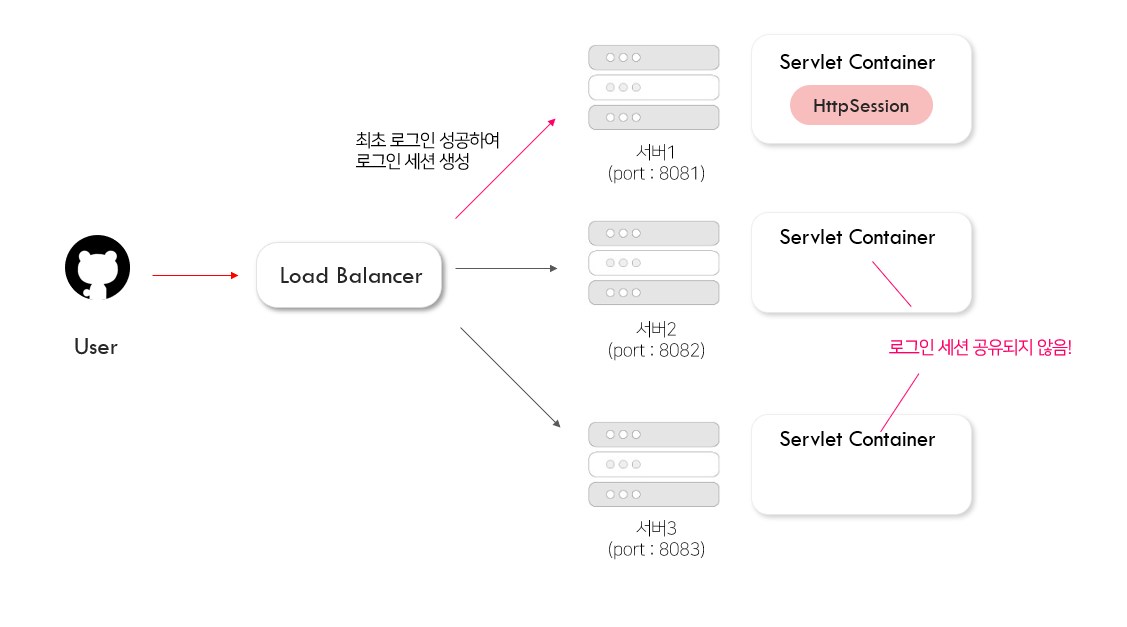 Servlet Container
HttpSession
최초 로그인 성공하여
로그인 세션 생성
서버1
(port : 8081)
Servlet Container
Load Balancer
User
서버2
(port : 8082)
로그인 세션 공유되지 않음!
Servlet Container
서버3
(port : 8083)